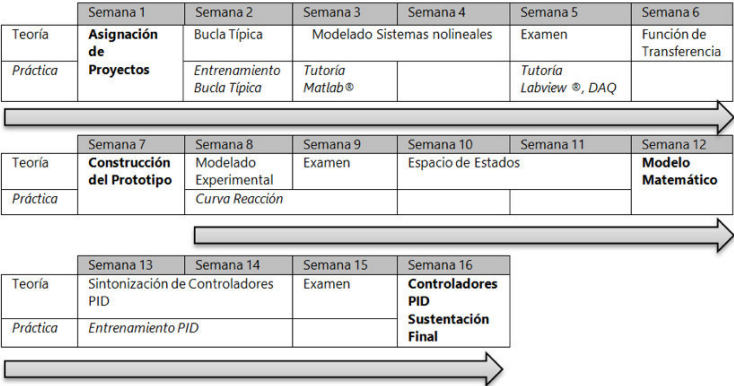 Semana 1 Semana 2 Semana 3 Semana 4 Semana 5 Semana 6
Teoría Asignación de Proyectos Bucla Típica Modelado Sistemas nolineales Examen Función de Transferencia
Práctica Entrenamiento Bucla Típica Tutoría Matlab® Tutoría Labview ®, DAQ
Semana 7 Semana 8 Semana 9 Semana 10 Semana 11 Semana 12
Teoría Construcción del Prototipo Modelado Experimental Examen Espacio de Estados Modelo Matemático
Práctica Curva Reacción
Semana 13 Semana 14 Semana 15 Semana 16
Teoría Sintonización de Controladores PID Examen Controladores PID Sustentación Final
Práctica Entrenamiento PID